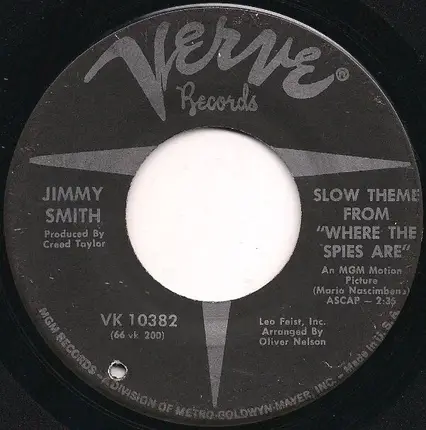 Verve®
Records
JIMMY
SMITH
Produced By
Creed Taylor
SLOW THEME
FROM
"WHERE THE
SPIES ARE"
An MGM Motion
Picture
(Mario Nascimbene)
ASCAP — 2:35
VK 10382
(66 vk 200)
Leo Feist, Inc.
Arranged By
Oliver Nelson
MGM RECORDS - A DIVISION OF METRO-GOLDWYN-MAYER, INC. - Made in U. S. A.